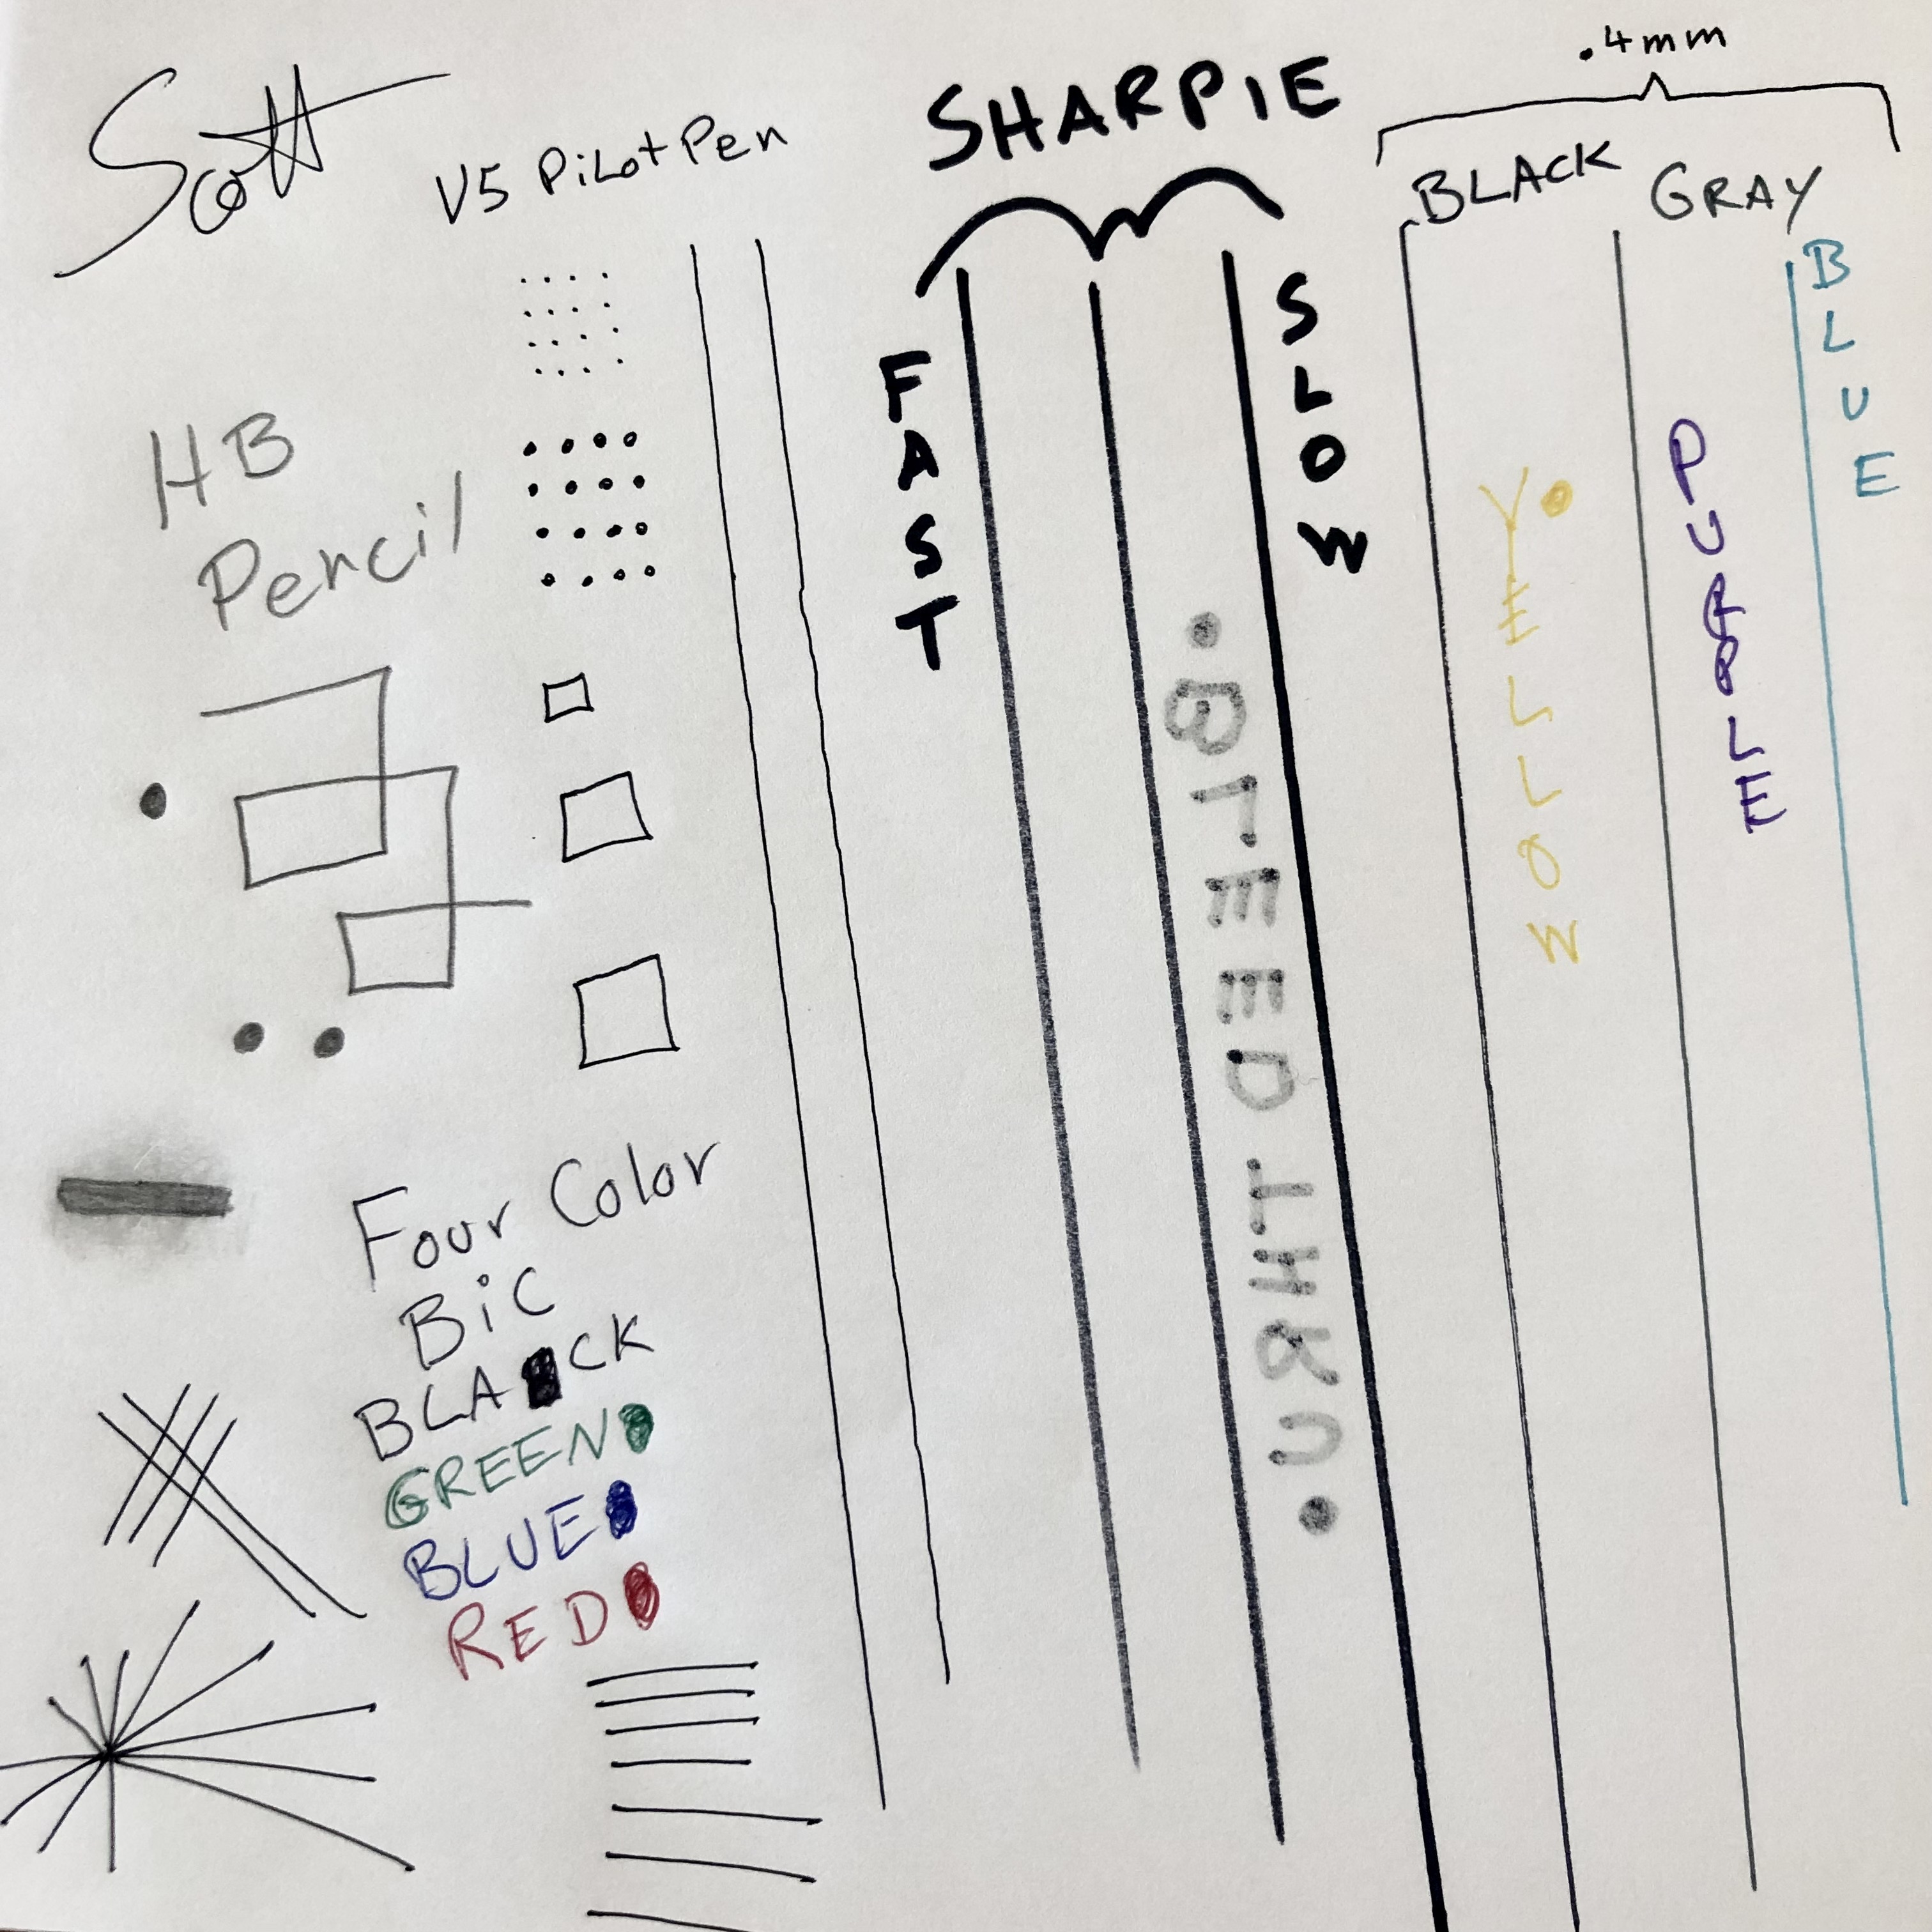 Scott
V5 PiLot Pen
SHARPIE
.4mm
BLACK
GRAY
BLUE
FAST
SLOW
HB
Pencil
YELLOW
PURPLE
BLEED THRU
Four Color
BiC
BLACK
GREEN
BLUE
RED